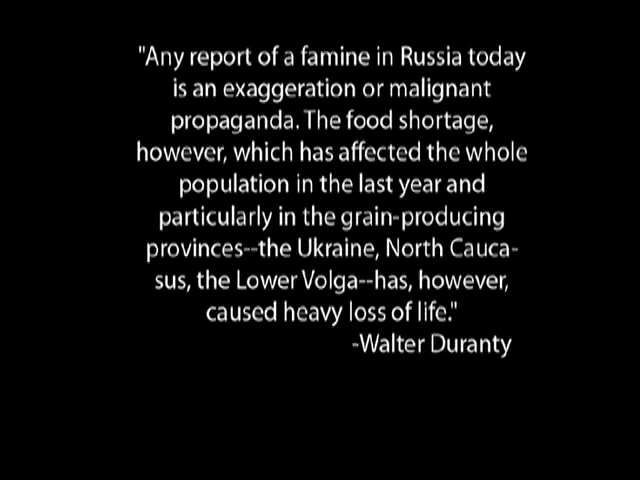 "Any report of a famine in Russia today
is an exaggeration or malignant
propaganda. The food shortage,
however, which has affected the whole
population in the last year and
particularly in the grain-producing
provinces--the Ukraine, North Cauca-
sus, the Lower Volga--has, however,
caused heavy loss of life."
-Walter Duranty